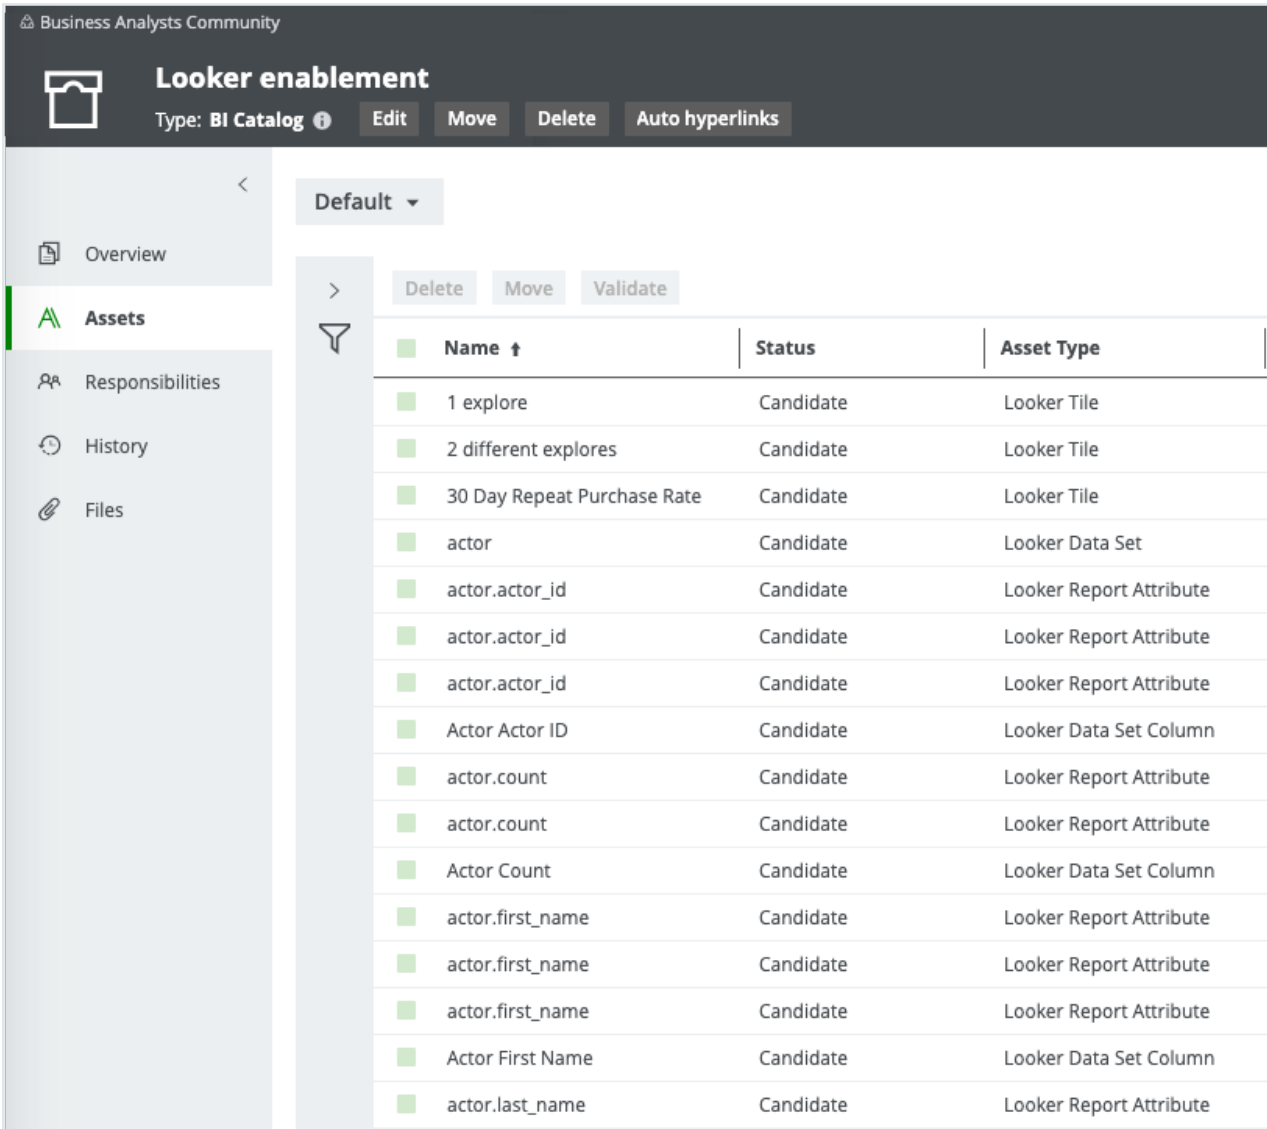 Business Analysts Community
Looker enablement
Type: BI Catalog Edit Move Delete Auto hyperlinks
Default
Overview
Assets
Responsibilities
History
Files
Delete Move Validate
Name Status Asset Type
1 explore Candidate Looker Tile
2 different explores Candidate Looker Tile
30 Day Repeat Purchase Rate Candidate Looker Tile
actor Candidate Looker Data Set
actor.actor_id Candidate Looker Report Attribute
actor.actor_id Candidate Looker Report Attribute
actor.actor_id Candidate Looker Report Attribute
Actor Actor ID Candidate Looker Data Set Column
actor.count Candidate Looker Report Attribute
actor.count Candidate Looker Report Attribute
Actor Count Candidate Looker Data Set Column
actor.first_name Candidate Looker Report Attribute
actor.first_name Candidate Looker Report Attribute
actor.first_name Candidate Looker Report Attribute
Actor First Name Candidate Looker Data Set Column
actor.last_name Candidate Looker Report Attribute